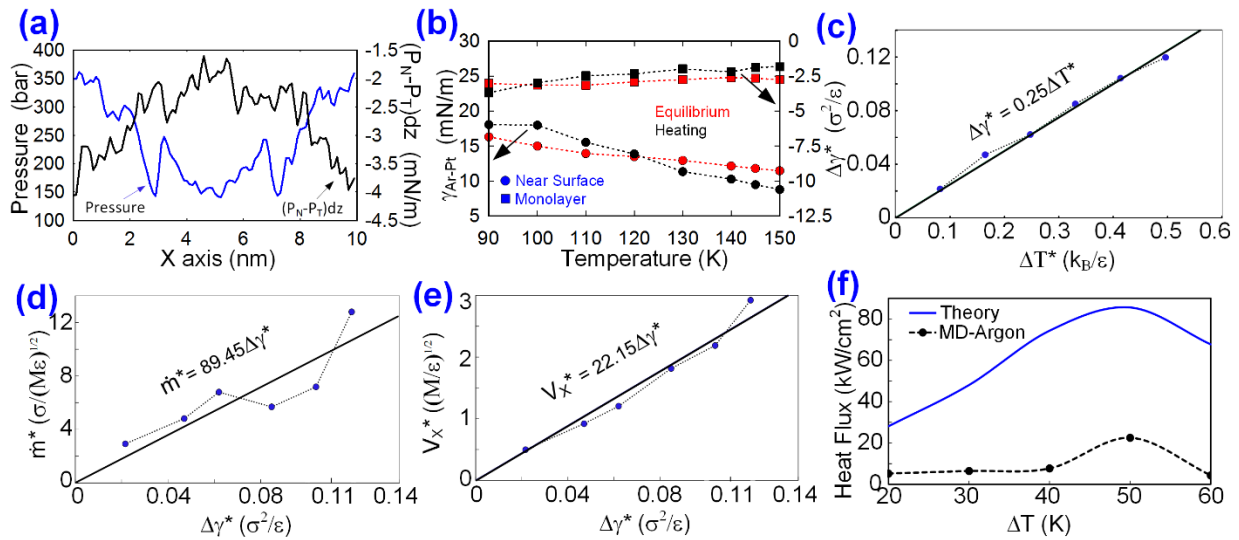 (a)
Pressure (bar)
400
350
300
250
200
150
100
-1.5
-2
-2.5
-3
-3.5
-4
-4.5
(P_N-P_T)dz (mN/m)
Pressure
(P_N-P_T)dz
0 2 4 6 8 10
X axis (nm)
(b)
γ_Ar-Pt (mN/m)
30
25
20
15
10
5
0
-2.5
-5
-7.5
-10
-12.5
Equilibrium
Heating
Near Surface
Monolayer
90 100 110 120 130 140 150
Temperature (K)
(c)
Δγ* (σ²/ε)
0.12
0.08
0.04
0
Δγ* = 0.25ΔT*
0 0.1 0.2 0.3 0.4 0.5 0.6
ΔT* (k_B/ε)
(d)
ṁ* (σ/(Mε)^1/2)
12
8
4
0
ṁ* = 89.45Δγ*
0 0.04 0.08 0.12 0.14
Δγ* (σ²/ε)
(e)
V_X* ((M/ε)^1/2)
3
2
1
0
V_X* = 22.15Δγ*
0 0.04 0.08 0.11 0.14
Δγ* (σ²/ε)
(f)
Heat Flux (kW/cm²)
80
60
40
20
0
Theory
MD-Argon
20 30 40 50 60
ΔT (K)